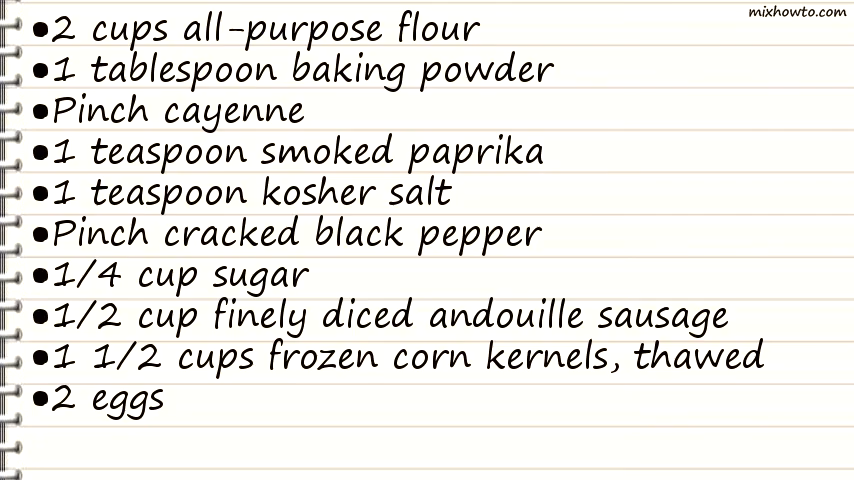 mixhowto.com
•2 cups all-purpose flour
•1 tablespoon baking powder
•Pinch cayenne
•1 teaspoon smoked paprika
•1 teaspoon kosher salt
•Pinch cracked black pepper
•1/4 cup sugar
•1/2 cup finely diced andouille sausage
•1 1/2 cups frozen corn kernels, thawed
•2 eggs